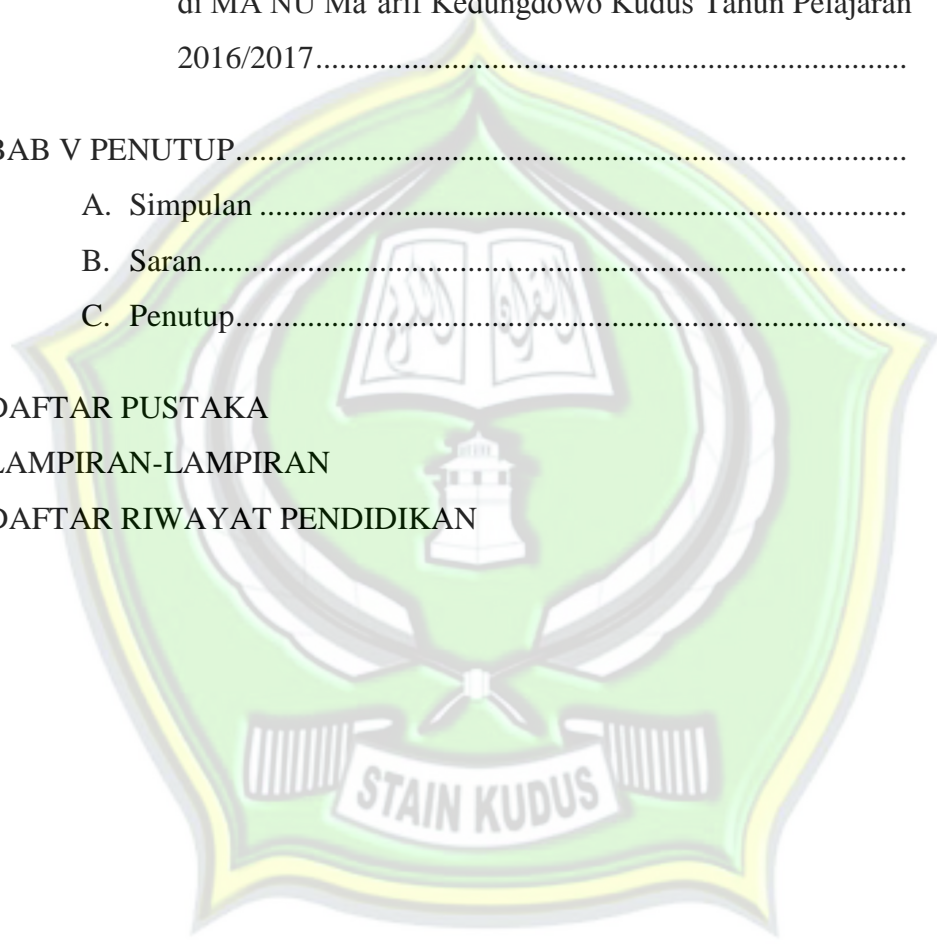 di MA NU Ma’arif Kedungdowo Kudus Tahun Pelajaran
2016/2017..........................................................................
BAB V PENUTUP....................................................................................
A. Simpulan .................................................................................
B. Saran........................................................................................
C. Penutup....................................................................................
DAFTAR PUSTAKA
LAMPIRAN-LAMPIRAN
DAFTAR RIWAYAT PENDIDIKAN
STAIN KUDUS